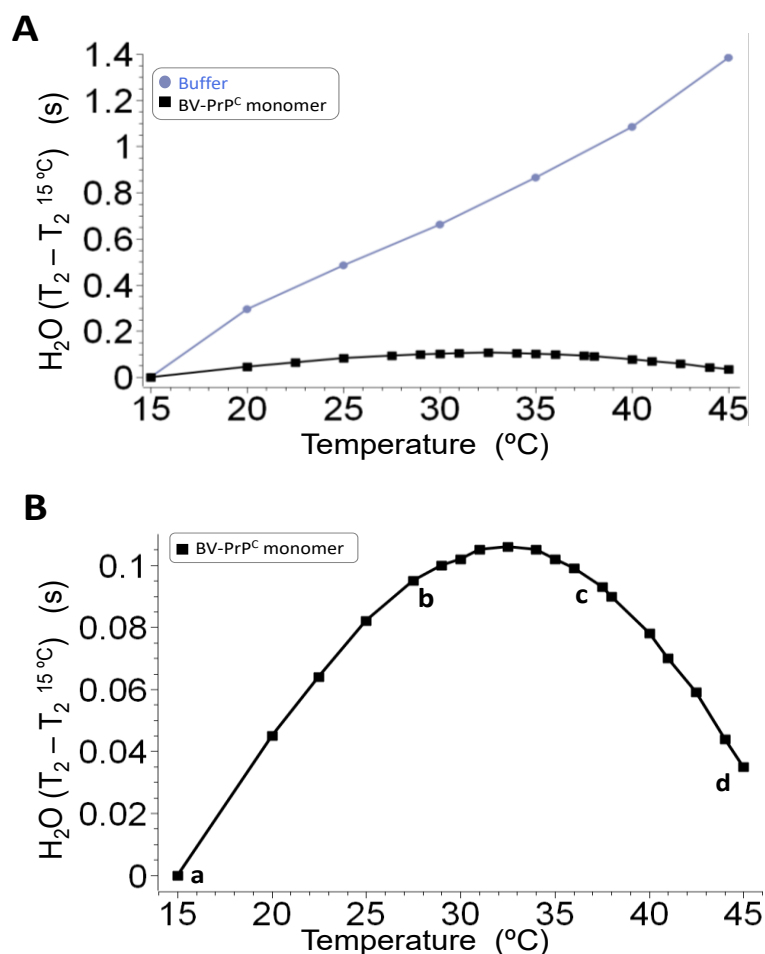 A
1.4
1.2
1
0.8
0.6
0.4
0.2
0
H₂O (T₂ – T₂ ¹⁵ ºC) (s)
Buffer
BV-PrPᶜ monomer
15 20 25 30 35 40 45
Temperature (ºC)
B
0.1
0.08
0.06
0.04
0.02
0
H₂O (T₂ – T₂ ¹⁵ ºC) (s)
BV-PrPᶜ monomer
b
c
d
a
15 20 25 30 35 40 45
Temperature (ºC)